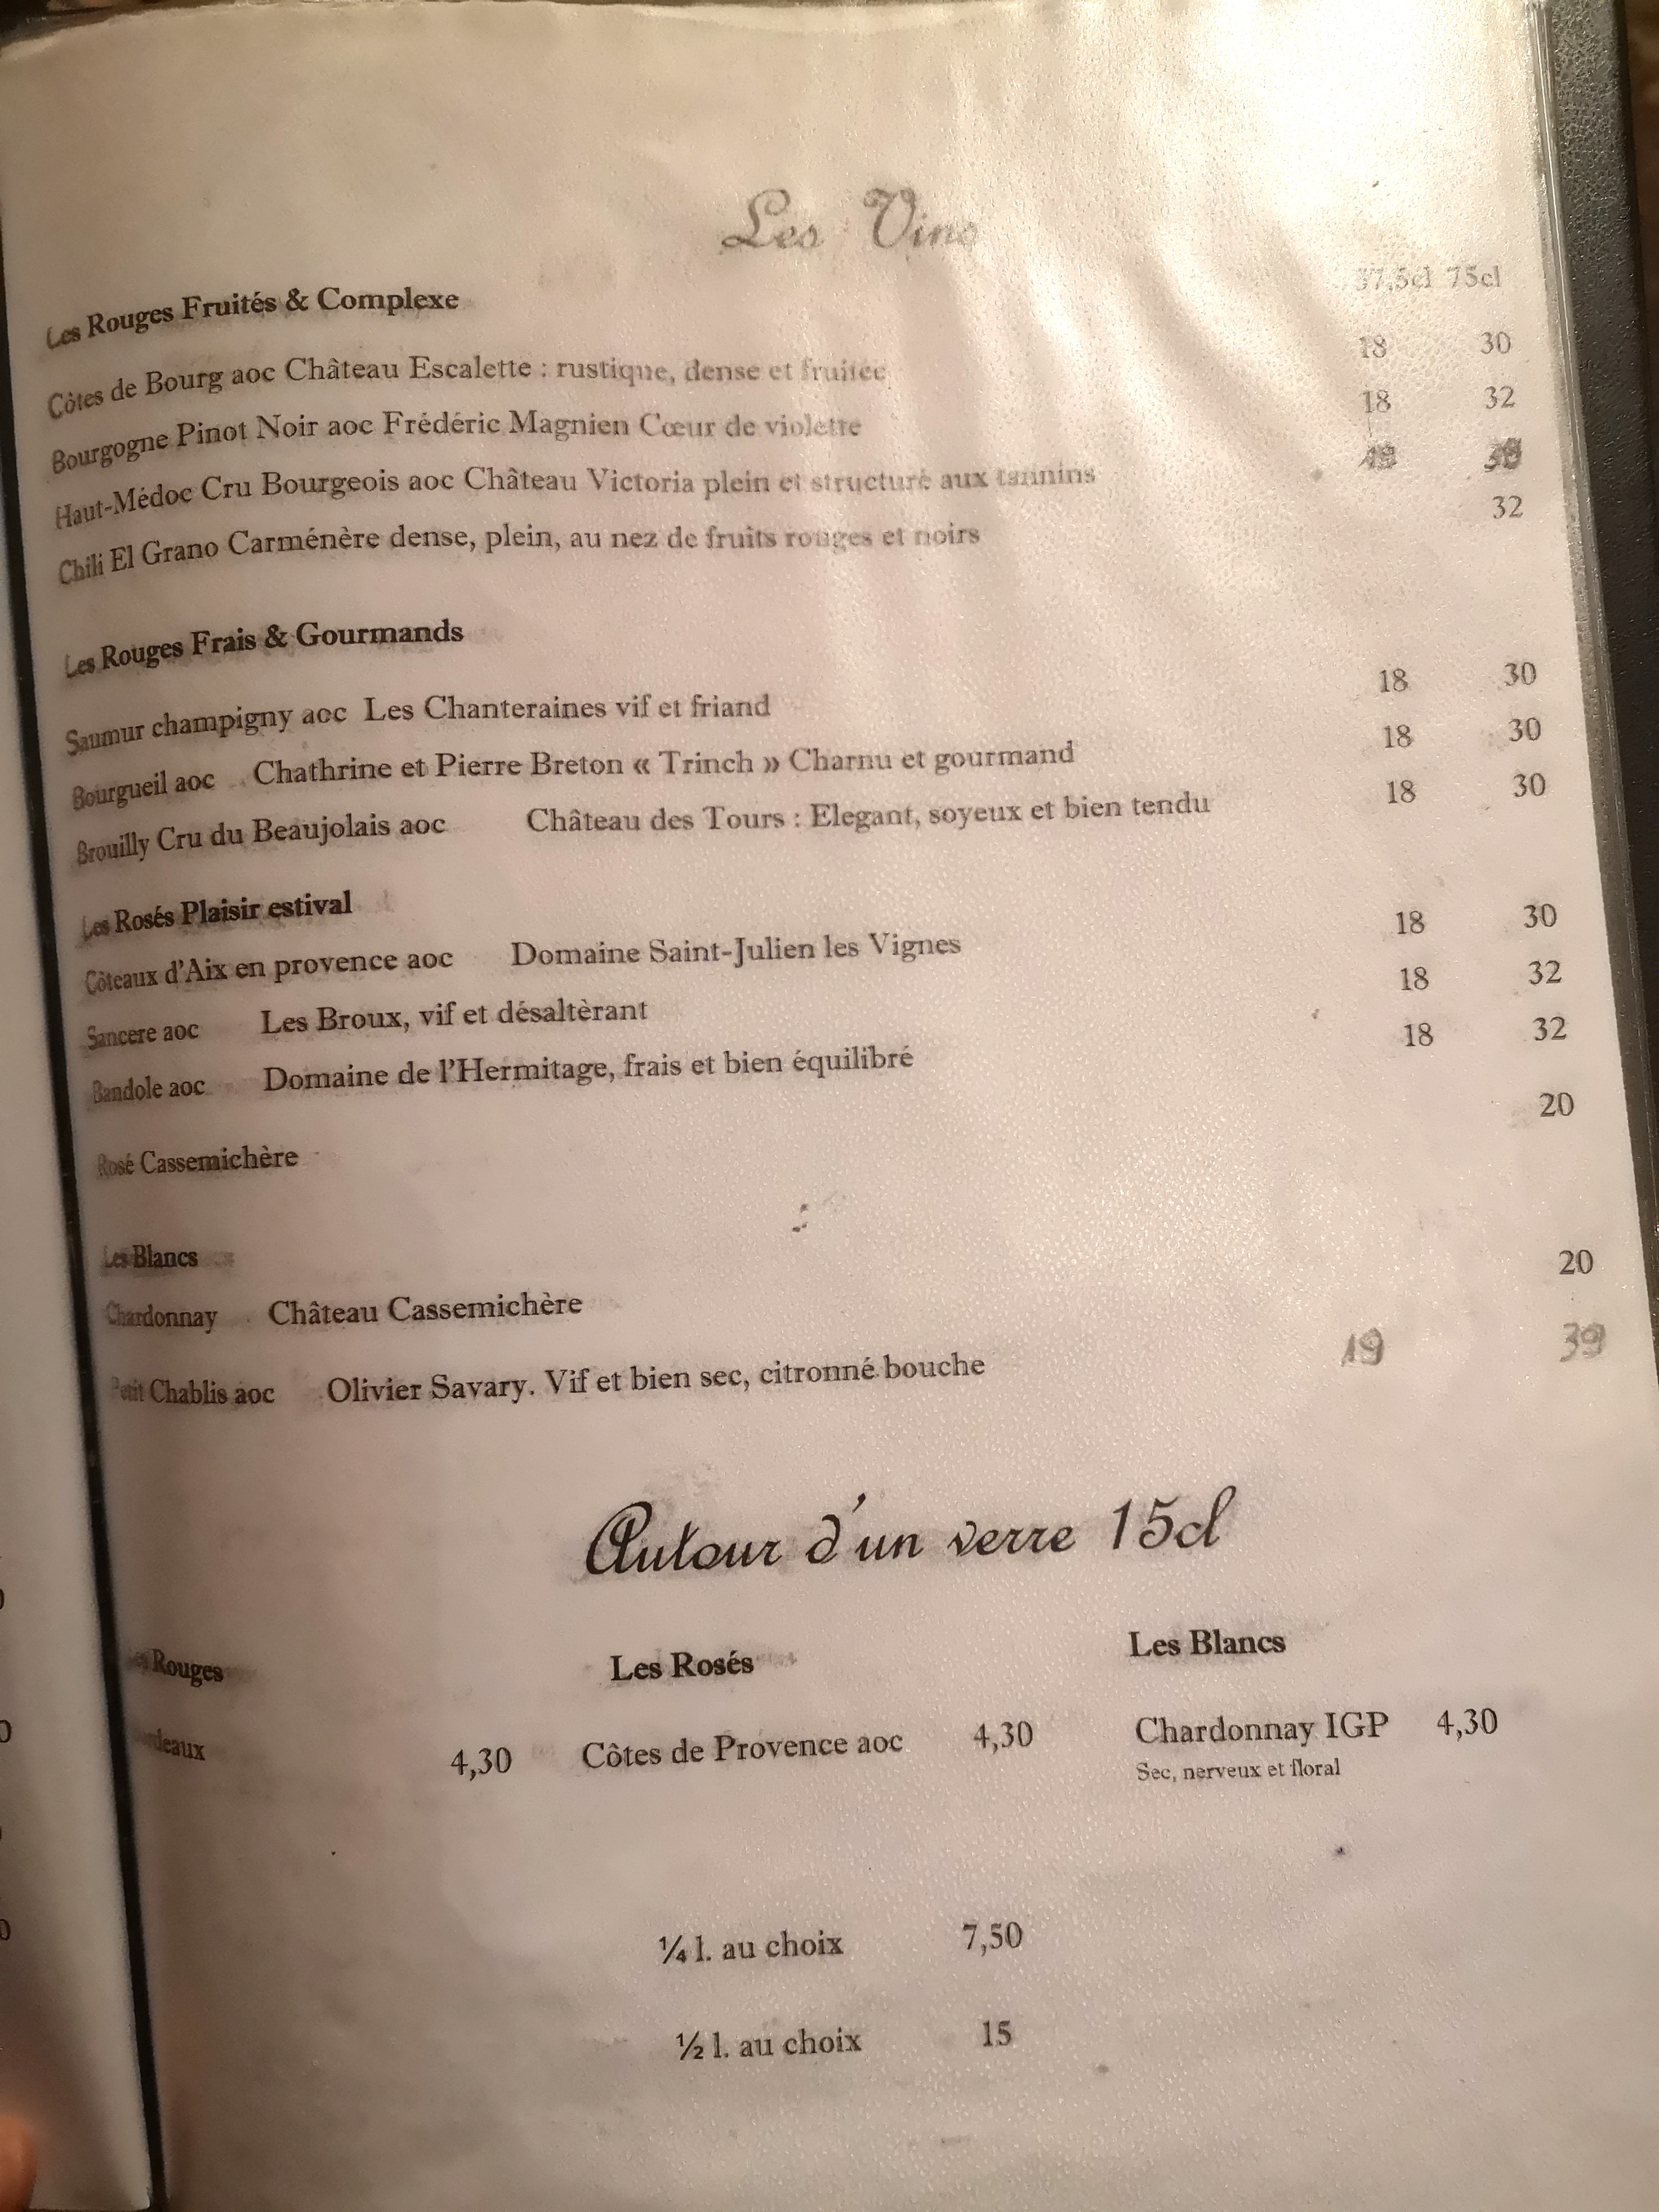 Les Vins
37,5cl 75cl
Les Rouges Fruités & Complexe
Côtes de Bourg aoc Château Escalette : rustique, dense et fruitée 18 30
Bourgogne Pinot Noir aoc Frédéric Magnien Cœur de violette 18 32
Haut-Médoc Cru Bourgeois aoc Château Victoria plein et structuré aux tannins
Chili El Grano Carménère dense, plein, au nez de fruits rouges et noirs 32
Les Rouges Frais & Gourmands
Saumur champigny aoc Les Chanteraines vif et friand 18 30
Bourgueil aoc Chathrine et Pierre Breton « Trinch » Charnu et gourmand 18 30
Brouilly Cru du Beaujolais aoc Château des Tours : Elegant, soyeux et bien tendu 18 30
Les Rosés Plaisir estival
Côteaux d'Aix en provence aoc Domaine Saint-Julien les Vignes 18 30
Sancere aoc Les Broux, vif et désaltèrant 18 32
Bandole aoc Domaine de l'Hermitage, frais et bien équilibré 18 32
Rosé Cassemichère 20
Les Blancs
Chardonnay Château Cassemichère 20
Petit Chablis aoc Olivier Savary. Vif et bien sec, citronné bouche 19 39
Autour d'un verre 15cl
Rouges Les Rosés Les Blancs
deaux 4,30 Côtes de Provence aoc 4,30 Chardonnay IGP 4,30
Sec, nerveux et floral
¼ l. au choix 7,50
½ l. au choix 15